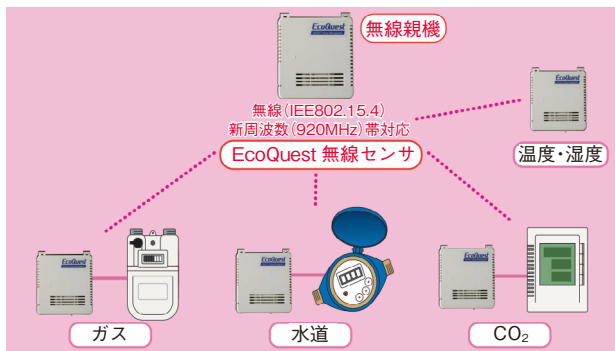 EcoQuest
無線親機
無線(IEE802.15.4)
新周波数(920MHz)帯対応
EcoQuest 無線センサ
温度・湿度
EcoQuest
ガス
EcoQuest
水道
EcoQuest
CO₂